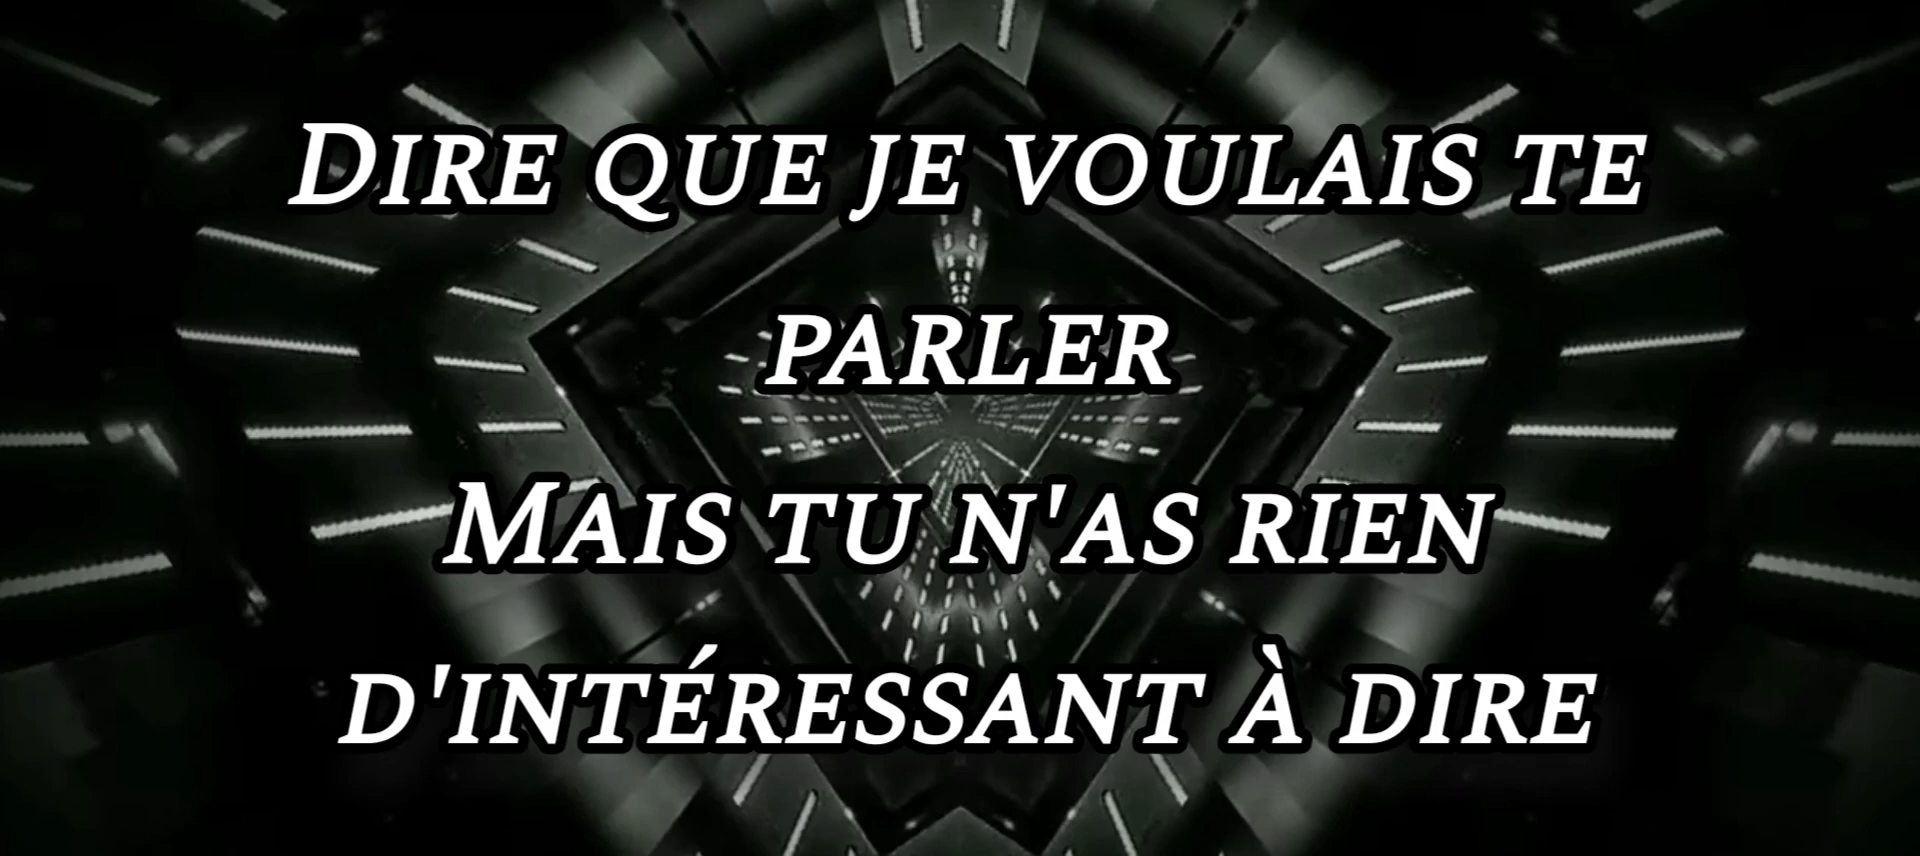 Dire que je voulais te
parler
Mais tu n'as rien
d'intéressant à dire